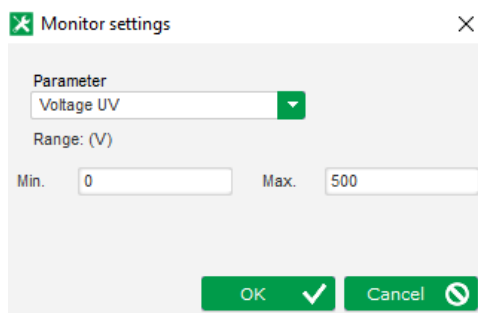 Monitor settings
Parameter
Voltage UV
Range: (V)
Min. 0 Max. 500
OK Cancel